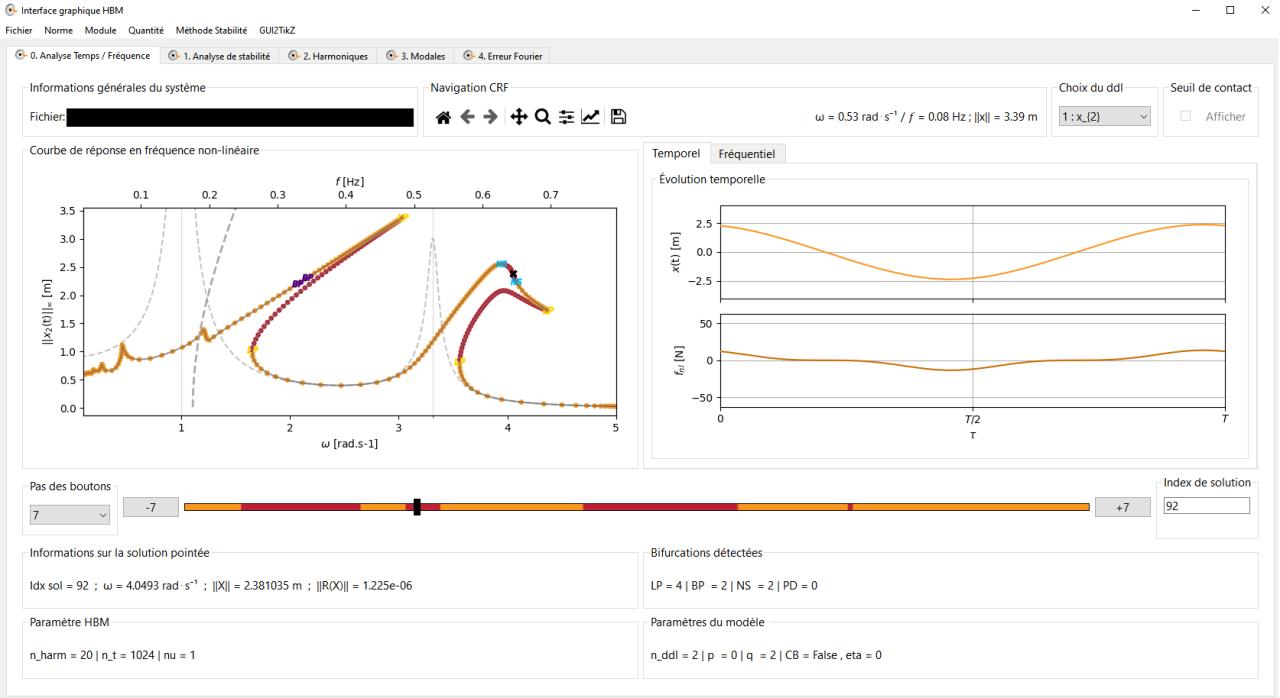 Interface graphique HBM
Fichier Norme Module Quantité Méthode Stabilité GUI2TikZ
0. Analyse Temps / Fréquence 1. Analyse de stabilité 2. Harmoniques 3. Modales 4. Erreur Fourier
Informations générales du système
Fichier:
Navigation CRF
ω = 0.53 rad·s⁻¹ / f = 0.08 Hz ; ||x|| = 3.39 m
Choix du ddl
1 : x_{2}
Seuil de contact
Afficher
Courbe de réponse en fréquence non-linéaire
f [Hz]
0.1 0.2 0.3 0.4 0.5 0.6 0.7
3.5
3.0
2.5
2.0
1.5
1.0
0.5
0.0
||x₂(t)||∞ [m]
BP BP
NS
NS
1 2 3 4 5
ω [rad.s-1]
Temporel Fréquentiel
Évolution temporelle
x(t) [m]
2.5
0.0
−2.5
fₙₗ [N]
50
0
−50
0 T/2 T
τ
Pas des boutons
7
-7
+7
Index de solution
92
Informations sur la solution pointée
Idx sol = 92 ; ω = 4.0493 rad·s⁻¹ ; ||X|| = 2.381035 m ; ||R(X)|| = 1.225e-06
Bifurcations détectées
LP = 4 | BP = 2 | NS = 2 | PD = 0
Paramètre HBM
n_harm = 20 | n_t = 1024 | nu = 1
Paramètres du modèle
n_ddl = 2 | p = 0 | q = 2 | CB = False , eta = 0